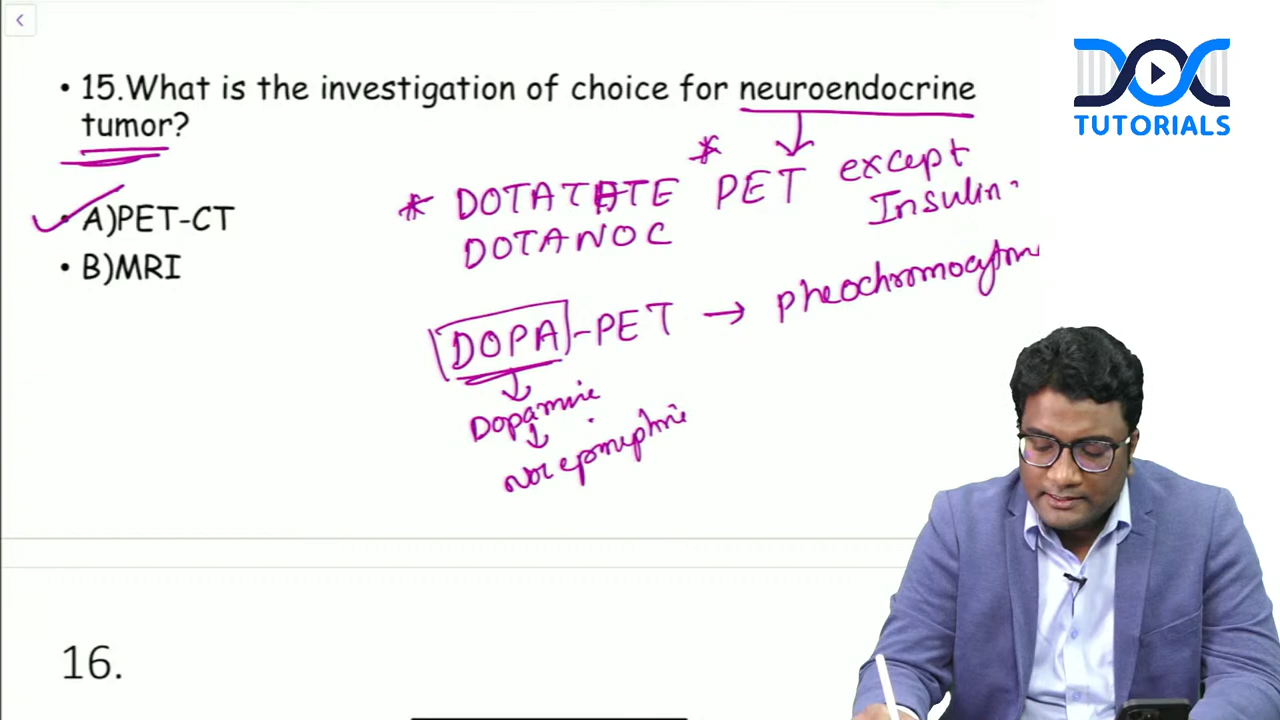 • 15.What is the investigation of choice for neuroendocrine
tumor?
• A)PET-CT
• B)MRI
* DOTATATE * PET except
DOTANOC Insulin
DOPA-PET → pheochromocytm
Dopamine
Norepinephrine
16.
DOC
TUTORIALS